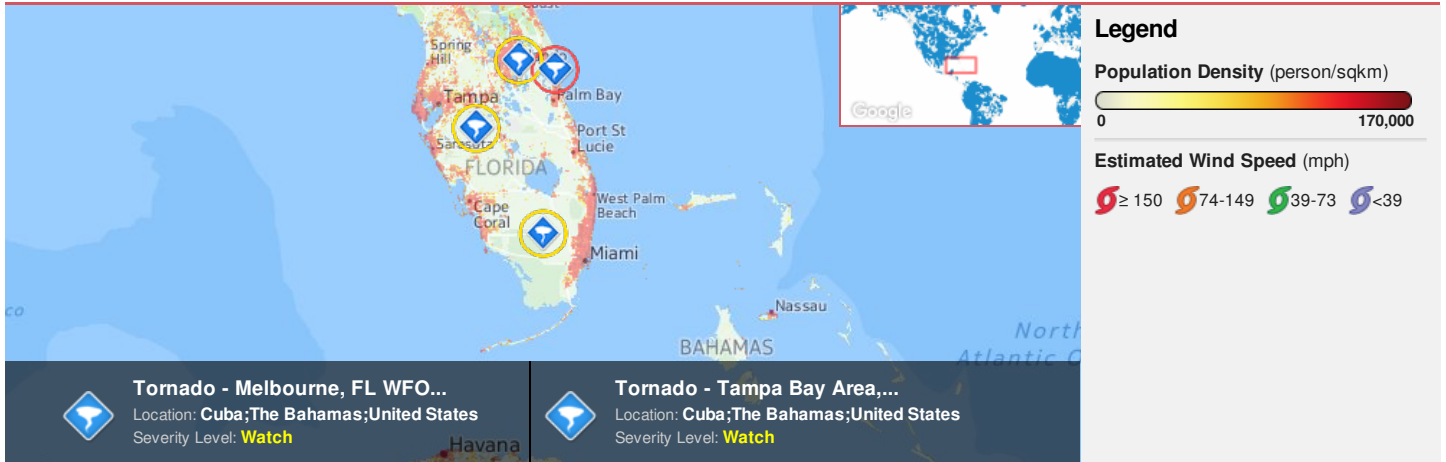 Coast
Spring
Hill
Tampa
Palm Bay
Sarasota
Port St
Lucie
FLORIDA
West Palm
Beach
Cape
Coral
Miami
Nassau
BAHAMAS
North
Atlantic O
co
Havana
Google
Tornado - Melbourne, FL WFO...
Location: Cuba;The Bahamas;United States
Severity Level: Watch
Tornado - Tampa Bay Area,...
Location: Cuba;The Bahamas;United States
Severity Level: Watch
Legend
Population Density (person/sqkm)
0 170,000
Estimated Wind Speed (mph)
≥ 150 74-149 39-73 <39